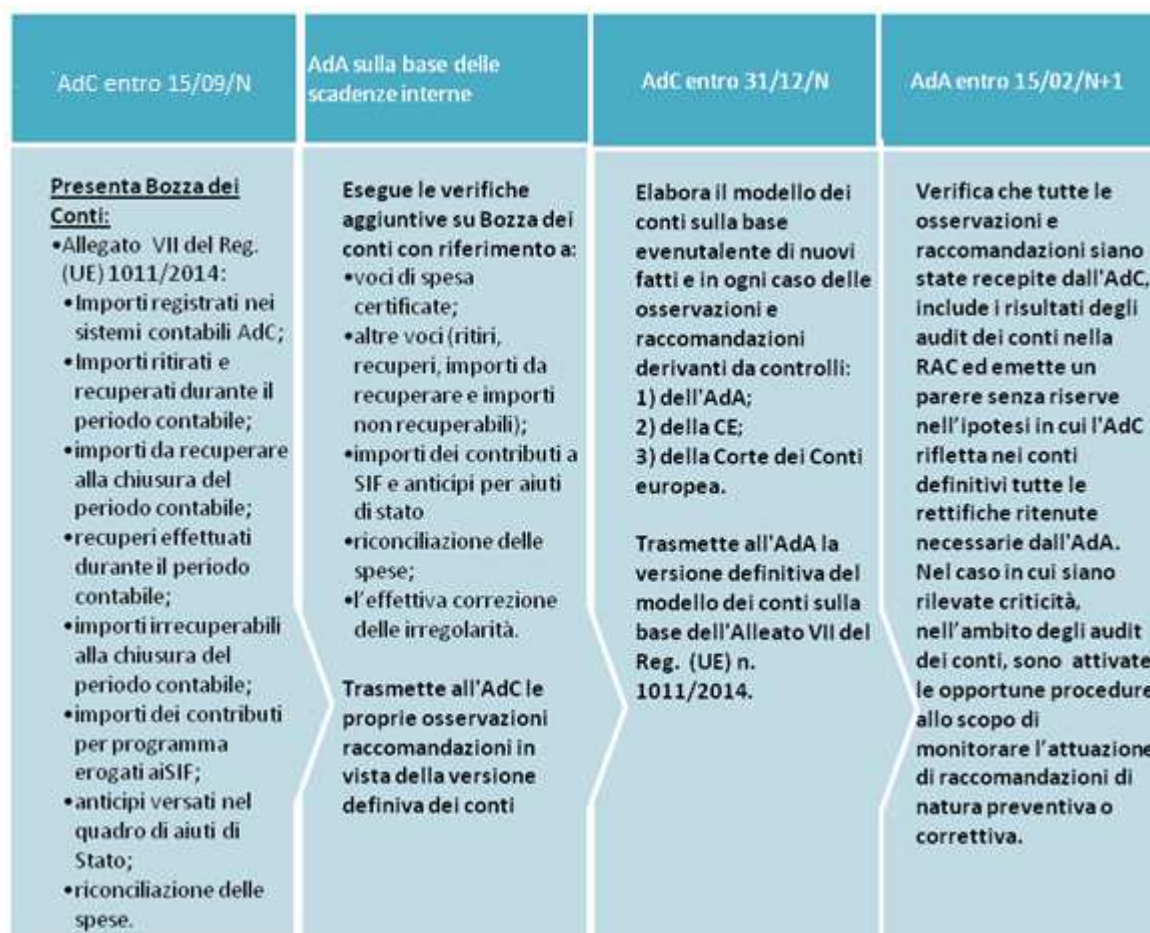 AdC entro 15/09/N
Presenta Bozza dei
Conti:
•Allegato VII del Reg.
(UE) 1011/2014:
•Importi registrati nei
sistemi contabili AdC;
•Importi ritirati e
recuperati durante il
periodo contabile;
•importi da recuperare
alla chiusura del
periodo contabile;
•recuperi effettuati
durante il periodo
contabile;
•importi irrecuperabili
alla chiusura del
periodo contabile;
•importi dei contributi
per programma
erogati aiSIF;
•anticipi versati nel
quadro di aiuti di
Stato;
•riconciliazione delle
spese.
AdA sulla base delle
scadenze interne
Esegue le verifiche
aggiuntive su Bozza dei
conti con riferimento a:
•voci di spesa
certificate;
•altre voci (ritiri,
recuperi, importi da
recuperare e importi
non recuperabili);
•importi dei contributi a
SIF e anticipi per aiuti
di stato
•riconciliazione delle
spese;
•l'effettiva correzione
delle irregolarità.
Trasmette all'AdC le
proprie osservazioni
raccomandazioni in
vista della versione
definiva dei conti
AdC entro 31/12/N
Elabora il modello dei
conti sulla base
evenutalente di nuovi
fatti e in ogni caso delle
osservazioni e
raccomandazioni
derivanti da controlli:
1) dell'AdA;
2) della CE;
3) della Corte dei Conti
europea.
Trasmette all'AdA la
versione definitiva del
modello dei conti sulla
base dell'Alleato VII del
Reg. (UE) n.
1011/2014.
AdA entro 15/02/N+1
Verifica che tutte le
osservazioni e
raccomandazioni siano
state recepite dall'AdC,
include i risultati degli
audit dei conti nella
RAC ed emette un
parere senza riserve
nell'ipotesi in cui l'AdC
rifletta nei conti
definitivi tutte le
rettifiche ritenute
necessarie dall'AdA.
Nel caso in cui siano
rilevate criticità,
nell'ambito degli audit
dei conti, sono attivate
le opportune procedure
allo scopo di
monitorare l'attuazione
di raccomandazioni di
natura preventiva o
correttiva.